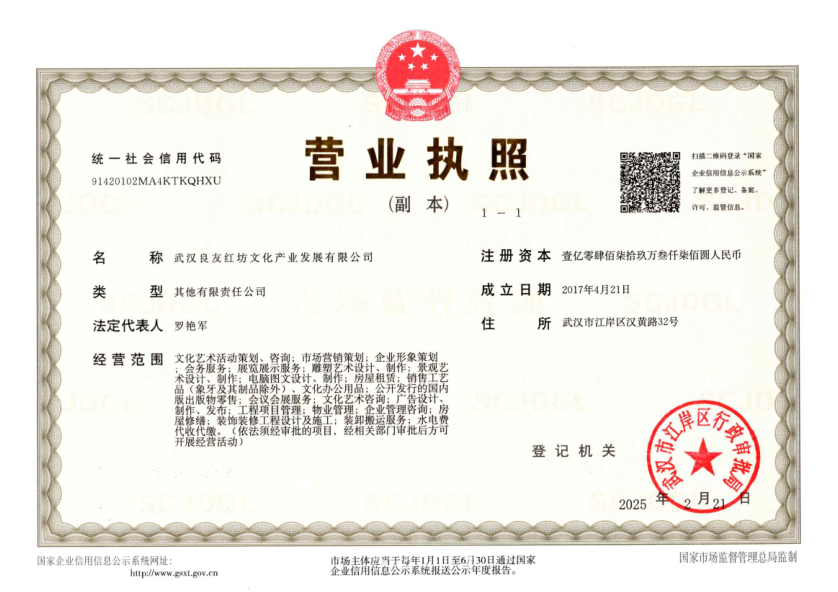 营业执照
(副 本)
1 - 1
统一社会信用代码
91420102MA4KTKQHXU
扫描二维码登录“国家
企业信用信息公示系统”
了解更多登记、备案、
许可、监管信息。
名 称 武汉良友红坊文化产业发展有限公司
类 型 其他有限责任公司
法定代表人 罗艳军
经营范围 文化艺术活动策划、咨询；市场营销策划；企业形象策划
；会务服务；展览展示服务；雕塑艺术设计、制作；景观艺
术设计、制作；电脑图文设计、制作；房屋租赁；销售工艺
品（象牙及其制品除外）、文化办公用品；公开发行的国内
版出版物零售；会议会展服务；文化艺术咨询；广告设计、
制作、发布；工程项目管理；物业管理；企业管理咨询；房
屋修缮；装饰装修工程设计及施工；装卸搬运服务；水电费
代收代缴。（依法须经审批的项目，经相关部门审批后方可
开展经营活动）
注册资本 壹亿零肆佰柒拾玖万叁仟柒佰圆人民币
成立日期 2017年4月21日
住 所 武汉市江岸区汉黄路32号
登记机关
武汉市江岸区行政审批局
2025 年 2 月 21 日
国家企业信用信息公示系统网址：
http://www.gsxt.gov.cn
市场主体应当于每年1月1日至6月30日通过国家
企业信用信息公示系统报送公示年度报告。
国家市场监督管理总局监制
SCJDGL